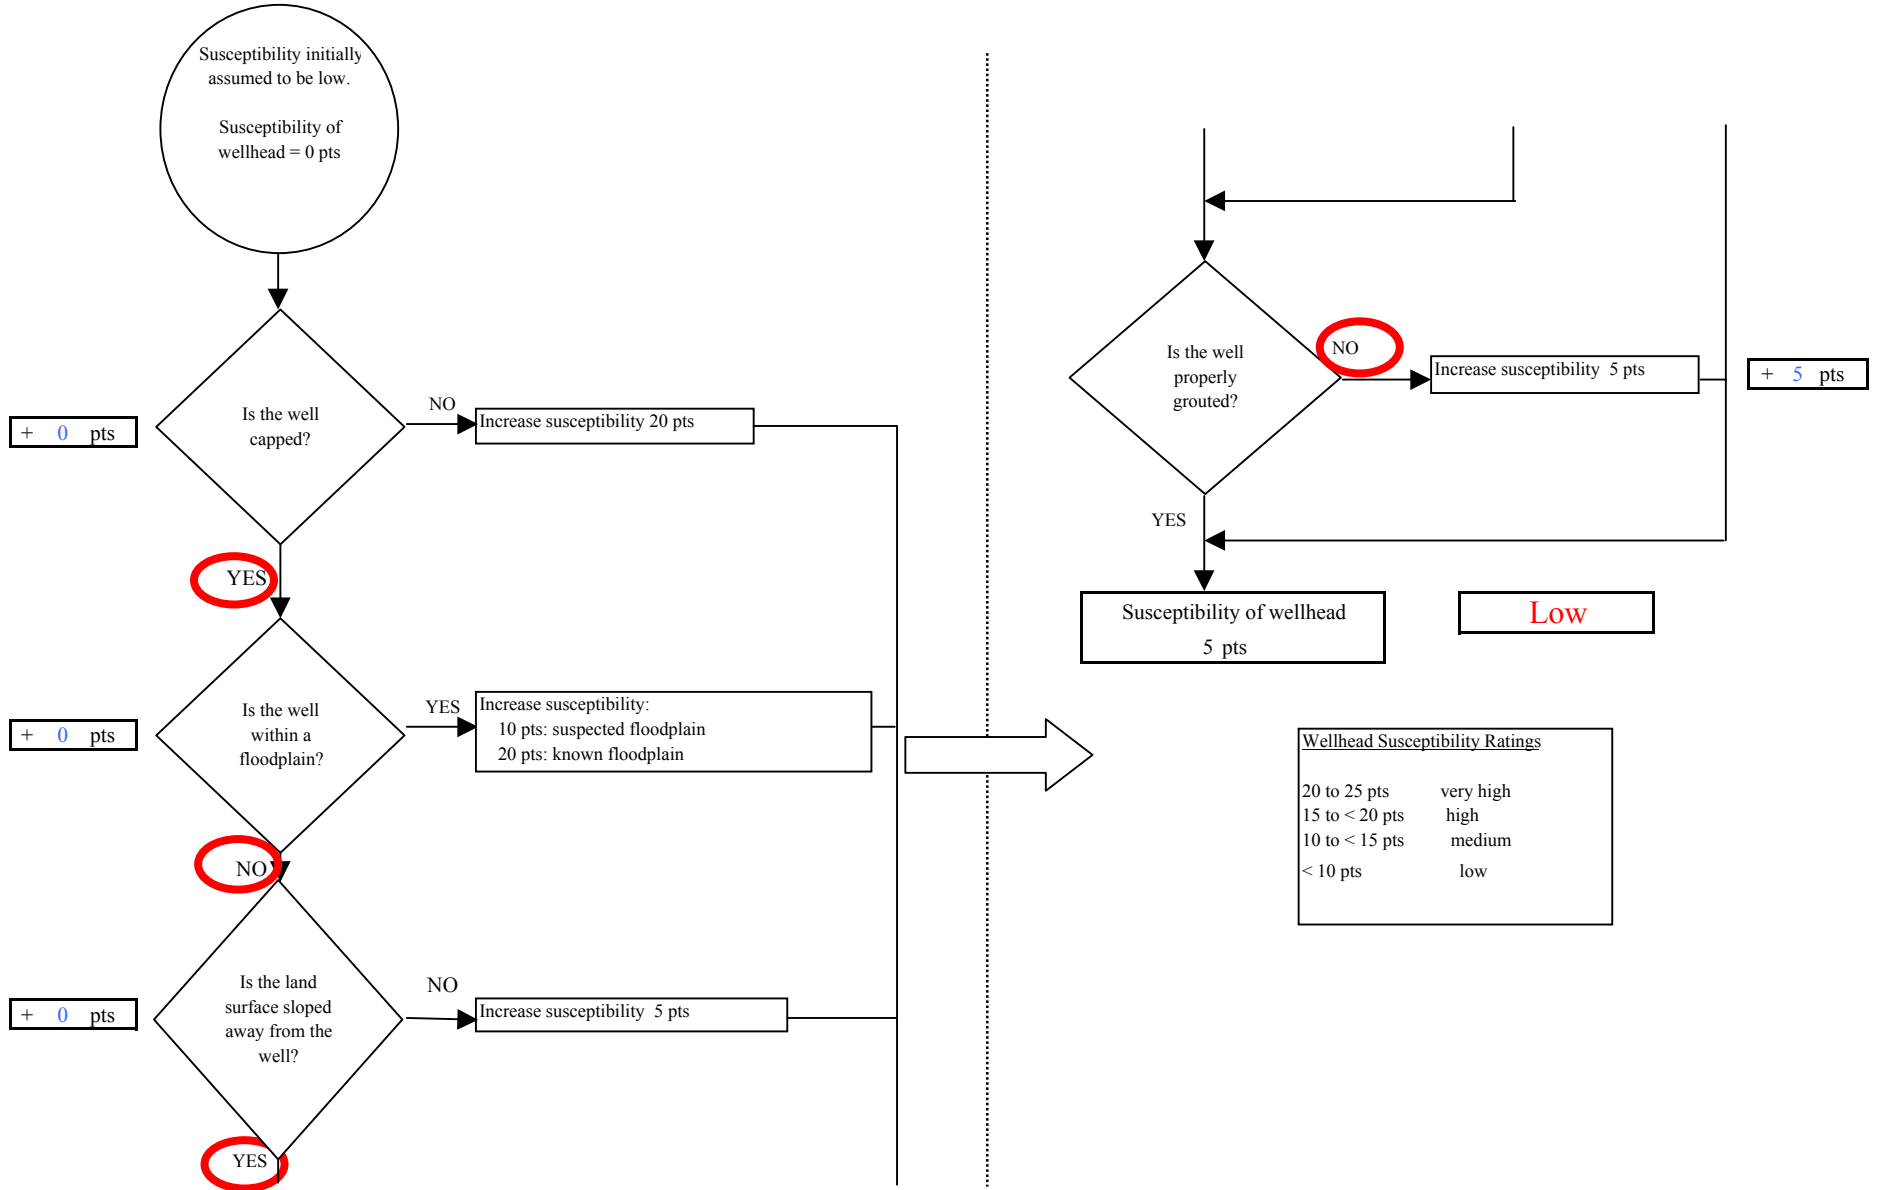 Susceptibility initially
assumed to be low.
Susceptibility of
wellhead = 0 pts
Is the well
capped?
NO
Increase susceptibility 20 pts
+ 0 pts
YES
Is the well
within a
floodplain?
YES
Increase susceptibility:
10 pts: suspected floodplain
20 pts: known floodplain
+ 0 pts
NO
Is the land
surface sloped
away from the
well?
NO
Increase susceptibility 5 pts
+ 0 pts
YES
Is the well
properly
grouted?
NO
Increase susceptibility 5 pts
+ 5 pts
YES
Susceptibility of wellhead
5 pts
Low
Wellhead Susceptibility Ratings
20 to 25 pts very high
15 to < 20 pts high
10 to < 15 pts medium
< 10 pts low